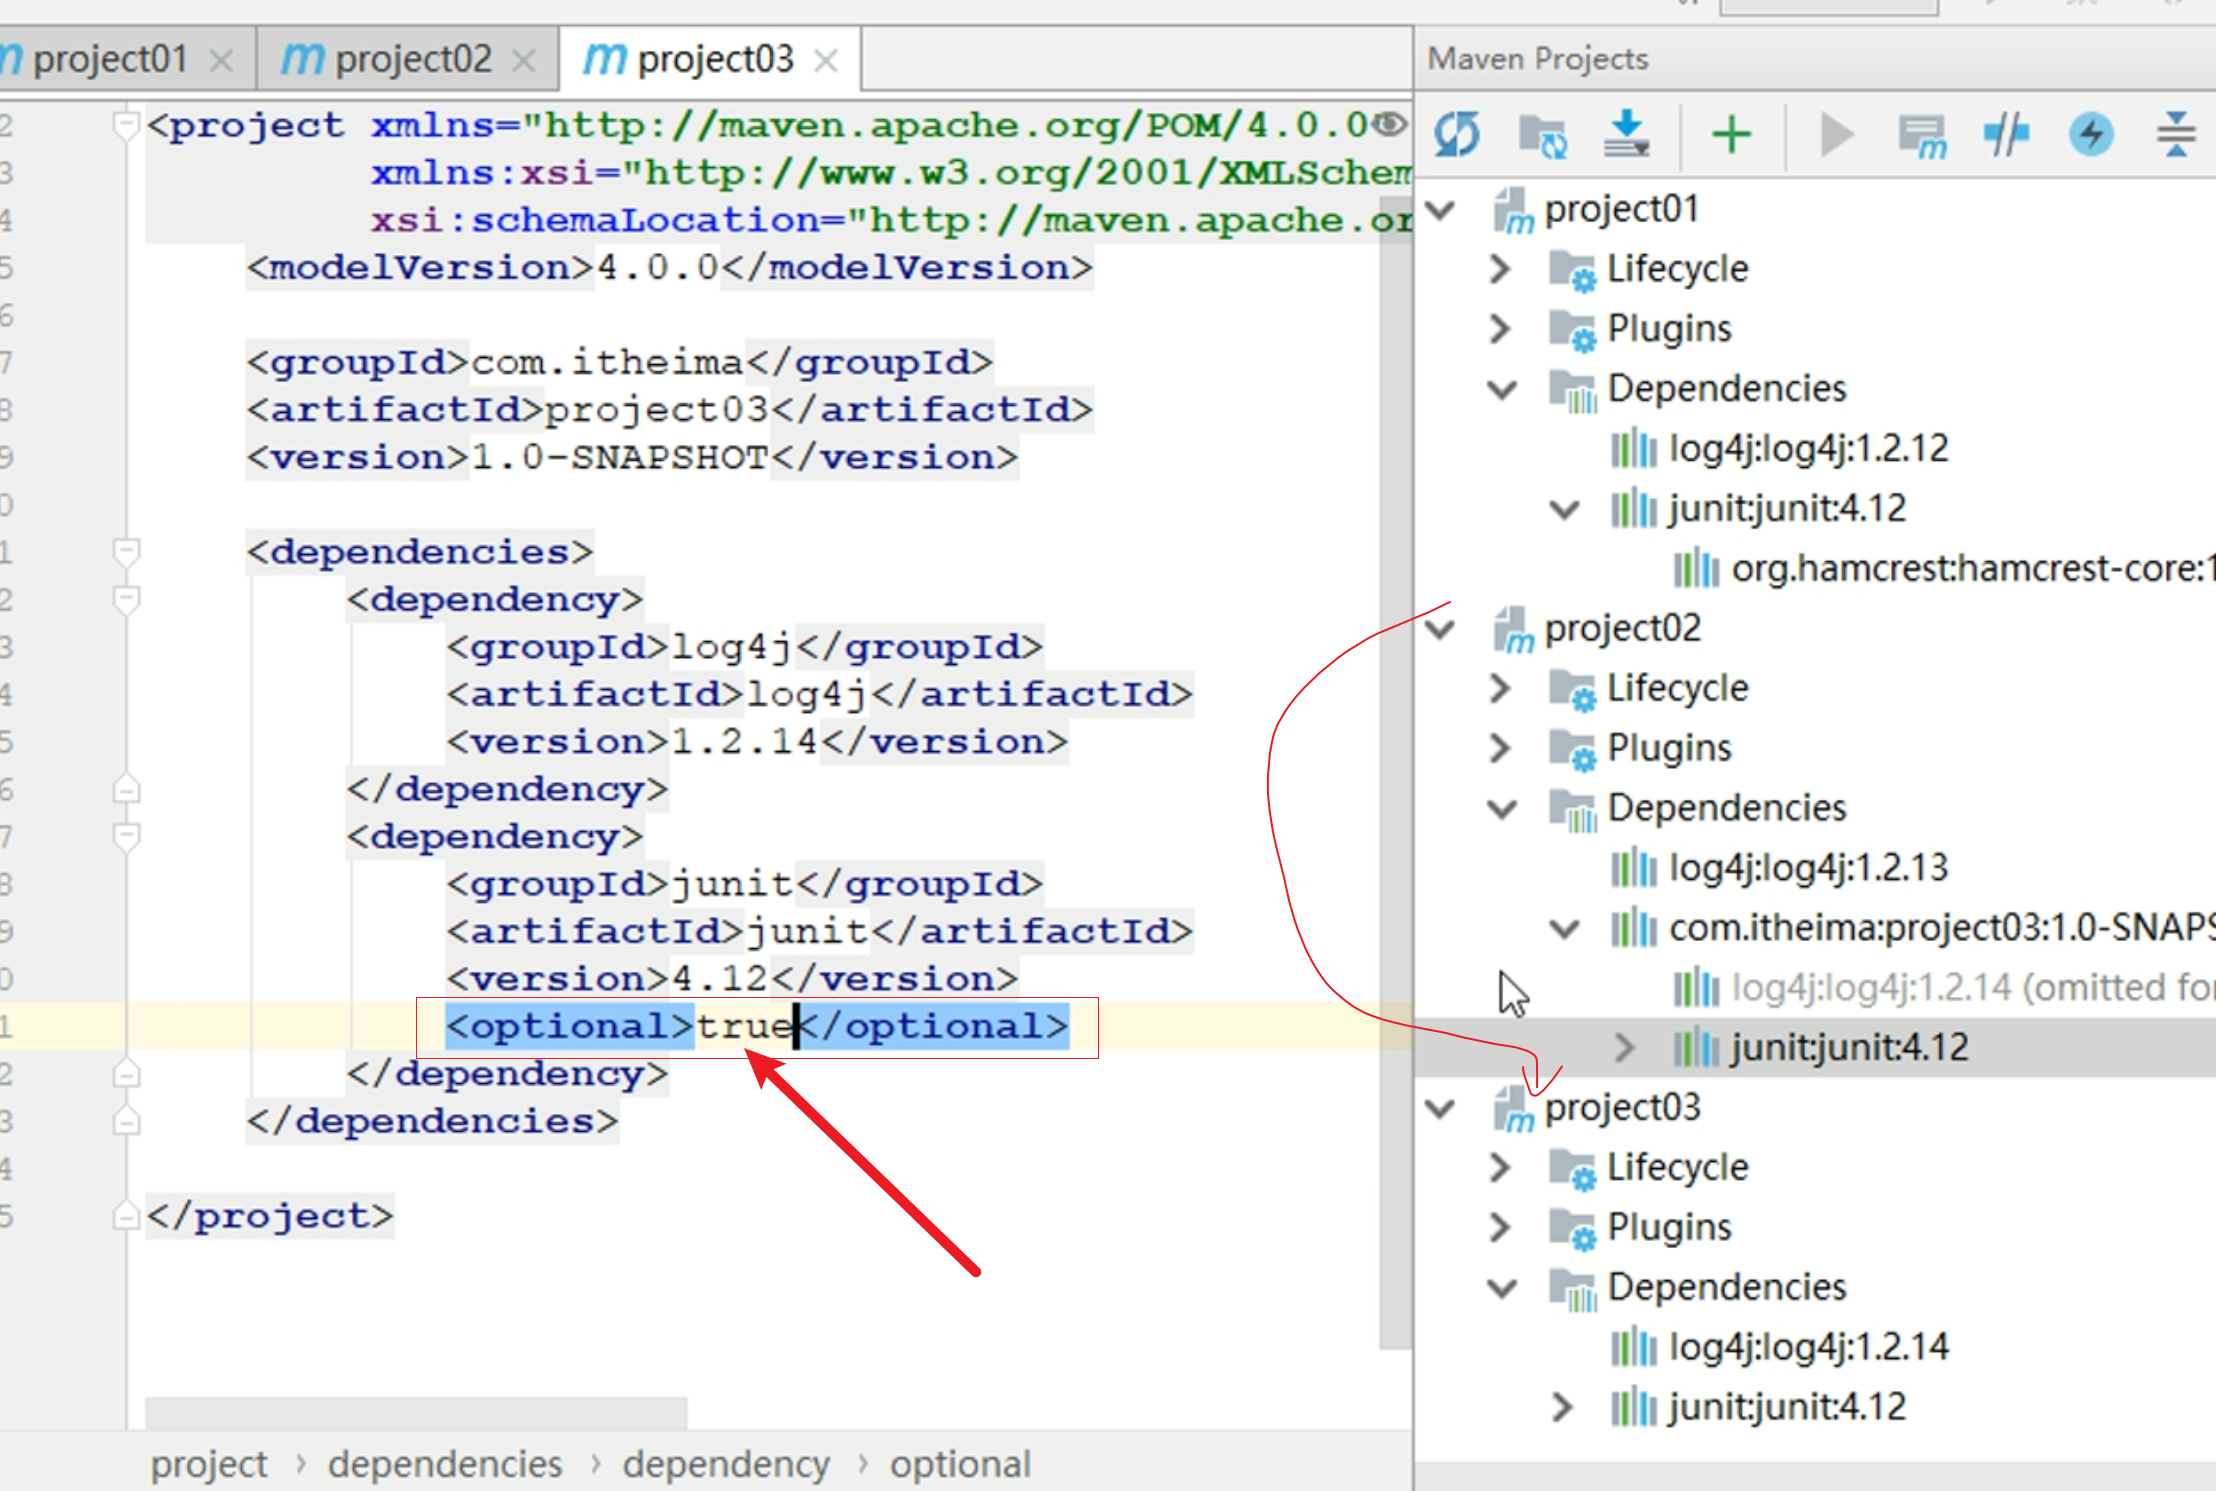 project01
project02
project03
Maven Projects
2 <project xmlns="http://maven.apache.org/POM/4.0.0
3 xmlns:xsi="http://www.w3.org/2001/XMLSchem
4 xsi:schemaLocation="http://maven.apache.or
5 <modelVersion>4.0.0</modelVersion>
6
7 <groupId>com.itheima</groupId>
8 <artifactId>project03</artifactId>
9 <version>1.0-SNAPSHOT</version>
0
1 <dependencies>
2 <dependency>
3 <groupId>log4j</groupId>
4 <artifactId>log4j</artifactId>
5 <version>1.2.14</version>
6 </dependency>
7 <dependency>
8 <groupId>junit</groupId>
9 <artifactId>junit</artifactId>
0 <version>4.12</version>
1 <optional>true</optional>
2 </dependency>
3 </dependencies>
4
5 </project>
project › dependencies › dependency › optional
project01
Lifecycle
Plugins
Dependencies
log4j:log4j:1.2.12
junit:junit:4.12
org.hamcrest:hamcrest-core:1
project02
Lifecycle
Plugins
Dependencies
log4j:log4j:1.2.13
com.itheima:project03:1.0-SNAPS
log4j:log4j:1.2.14 (omitted for
junit:junit:4.12
project03
Lifecycle
Plugins
Dependencies
log4j:log4j:1.2.14
junit:junit:4.12